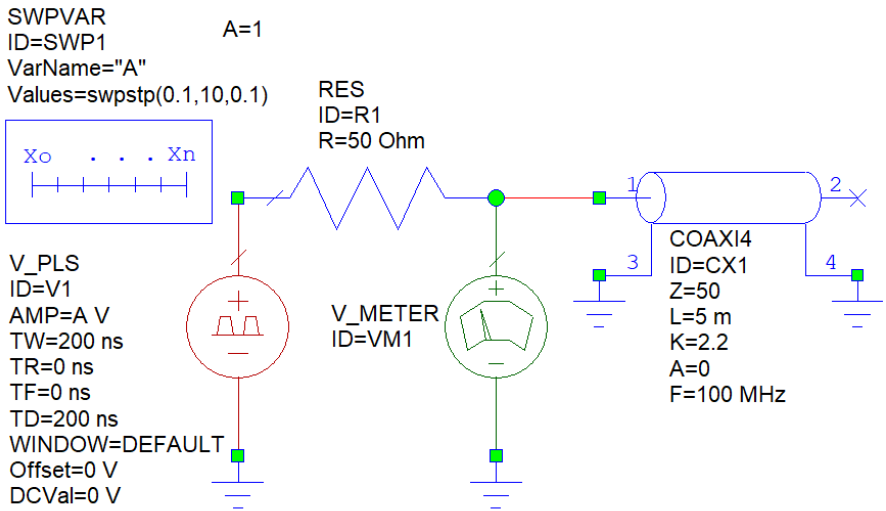 SWPVAR
ID=SWP1
VarName="A"
Values=swpstp(0.1,10,0.1)
A=1
Xo . . . Xn
RES
ID=R1
R=50 Ohm
V_PLS
ID=V1
AMP=A V
TW=200 ns
TR=0 ns
TF=0 ns
TD=200 ns
WINDOW=DEFAULT
Offset=0 V
DCVal=0 V
V_METER
ID=VM1
1
2
3
4
COAXI4
ID=CX1
Z=50
L=5 m
K=2.2
A=0
F=100 MHz